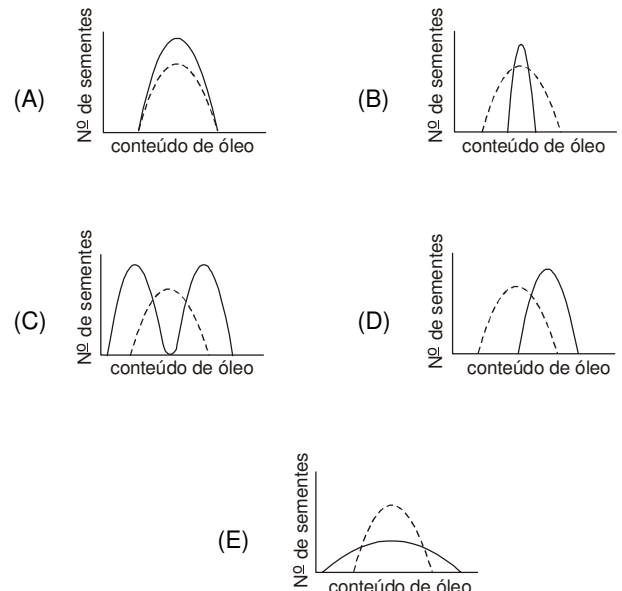 (A)
Nº de sementes
conteúdo de óleo
(B)
Nº de sementes
conteúdo de óleo
(C)
Nº de sementes
conteúdo de óleo
(D)
Nº de sementes
conteúdo de óleo
(E)
Nº de sementes
conteúdo de óleo